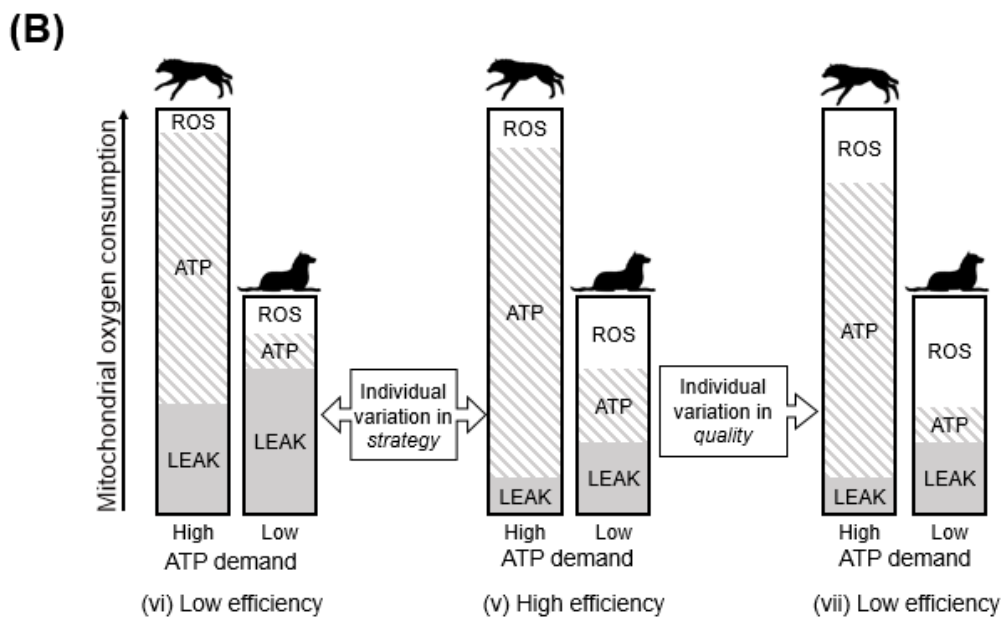 (B)
Mitochondrial oxygen consumption
ROS
ATP
LEAK
High
ROS
ATP
LEAK
Low
ATP demand
(vi) Low efficiency
Individual
variation in
strategy
ROS
ATP
LEAK
High
ROS
ATP
LEAK
Low
ATP demand
(v) High efficiency
Individual
variation in
quality
ROS
ATP
LEAK
High
ROS
ATP
LEAK
Low
ATP demand
(vii) Low efficiency